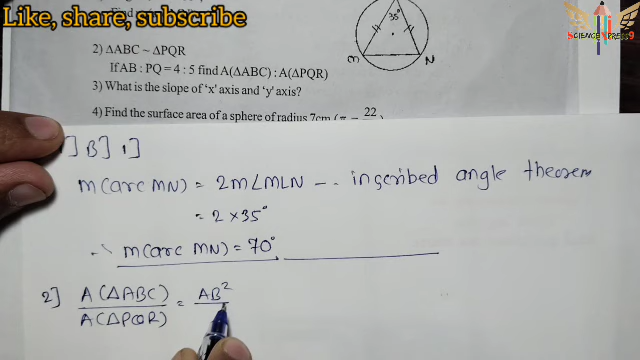 Like, share, subscribe
SCIENCEXPRESS9
35°
M
N
2) ΔABC ~ ΔPQR
If AB : PQ = 4 : 5 find A(ΔABC) : A(ΔPQR)
3) What is the slope of 'x' axis and 'y' axis?
4) Find the surface area of a sphere of radius 7cm (π = 22
] B] 1]
m(arc MN) = 2m∠MLN -- inscribed angle theorem
= 2 × 35°
∴ m(arc MN) = 70°
2] A(ΔABC) / A(ΔPQR) = AB²